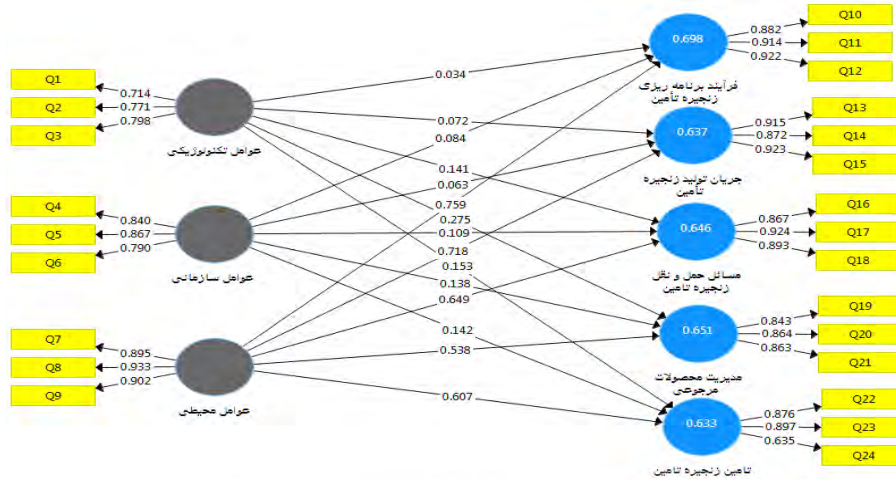 Q1
0.714
Q2
0.771
Q3
0.798
عوامل تکنولوژیکی
Q4
0.840
Q5
0.867
Q6
0.790
عوامل سازمانی
Q7
0.895
Q8
0.933
Q9
0.902
عوامل محیطی
0.034
0.072
0.084
0.141
0.063
0.759
0.275
0.109
0.718
0.153
0.138
0.649
0.142
0.538
0.607
0.698
فرآیند برنامه ریزی
زنجیره تأمین
0.882
Q10
0.914
Q11
0.922
Q12
0.637
جریان تولید زنجیره
تأمین
0.915
Q13
0.872
Q14
0.923
Q15
0.646
مسائل حمل و نقل
زنجیره تامین
0.867
Q16
0.924
Q17
0.893
Q18
0.651
مدیریت محصولات
مرجوعی
0.843
Q19
0.864
Q20
0.863
Q21
0.633
تامین زنجیره تامین
0.876
Q22
0.897
Q23
0.635
Q24